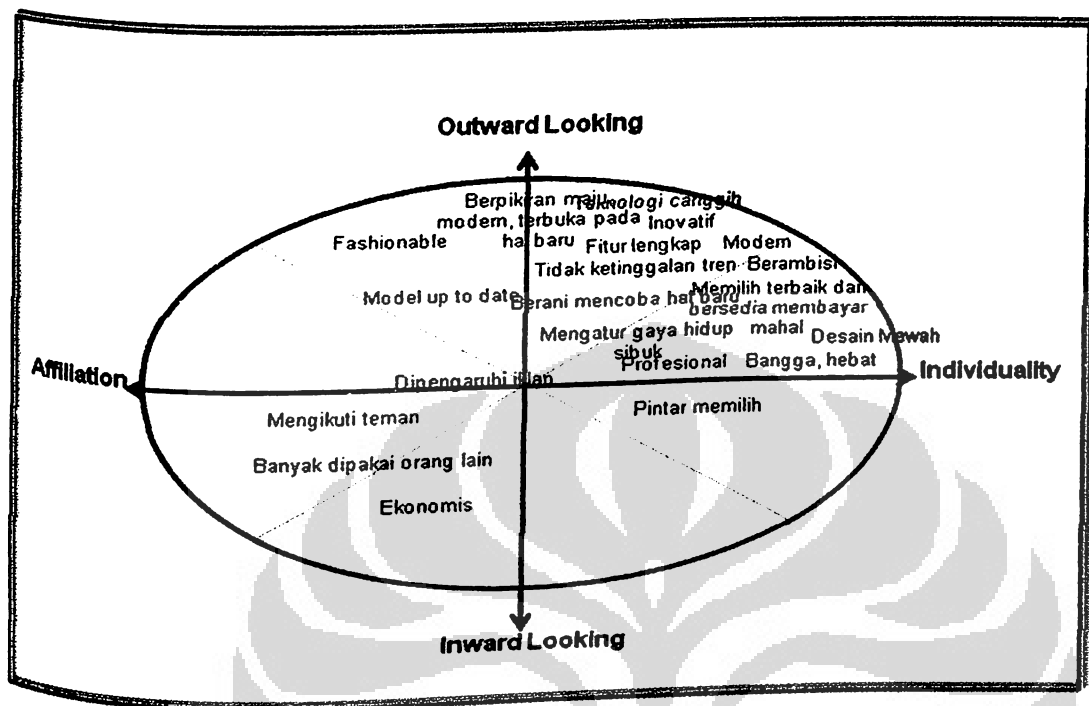 Outward Looking
Berpikiran maju,
Teknologi canggih
modern, terbuka pada
Inovatif
Fashionable
hal baru
Fitur lengkap
Modern
Tidak ketinggalan tren
Berambisi
Model up to date
Berani mencoba hal baru
Memilih terbaik dan
bersedia membayar
mahal
Mengatur gaya hidup
sibuk
Desain Mewah
Profesional
Bangga, hebat
Affiliation
Individuality
Dipengaruhi iklan
Mengikuti teman
Pintar memilih
Banyak dipakai orang lain
Ekonomis
Inward Looking